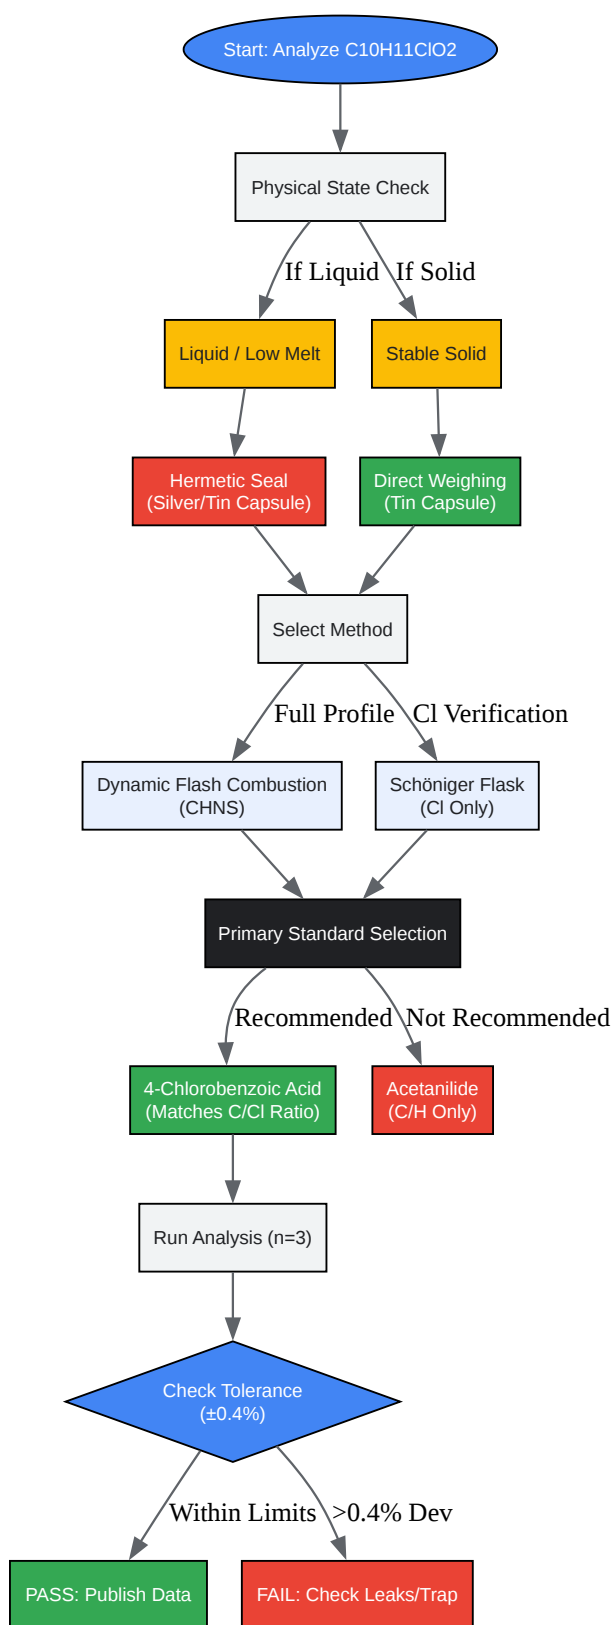 Start: Analyze C10H11ClO2
Physical State Check
If Liquid
If Solid
Liquid / Low Melt
Stable Solid
Hermetic Seal
(Silver/Tin Capsule)
Direct Weighing
(Tin Capsule)
Select Method
Full Profile
Cl Verification
Dynamic Flash Combustion
(CHNS)
Schöniger Flask
(Cl Only)
Primary Standard Selection
Recommended
Not Recommended
4-Chlorobenzoic Acid
(Matches C/Cl Ratio)
Acetanilide
(C/H Only)
Run Analysis (n=3)
Check Tolerance
(±0.4%)
Within Limits
>0.4% Dev
PASS: Publish Data
FAIL: Check Leaks/Trap